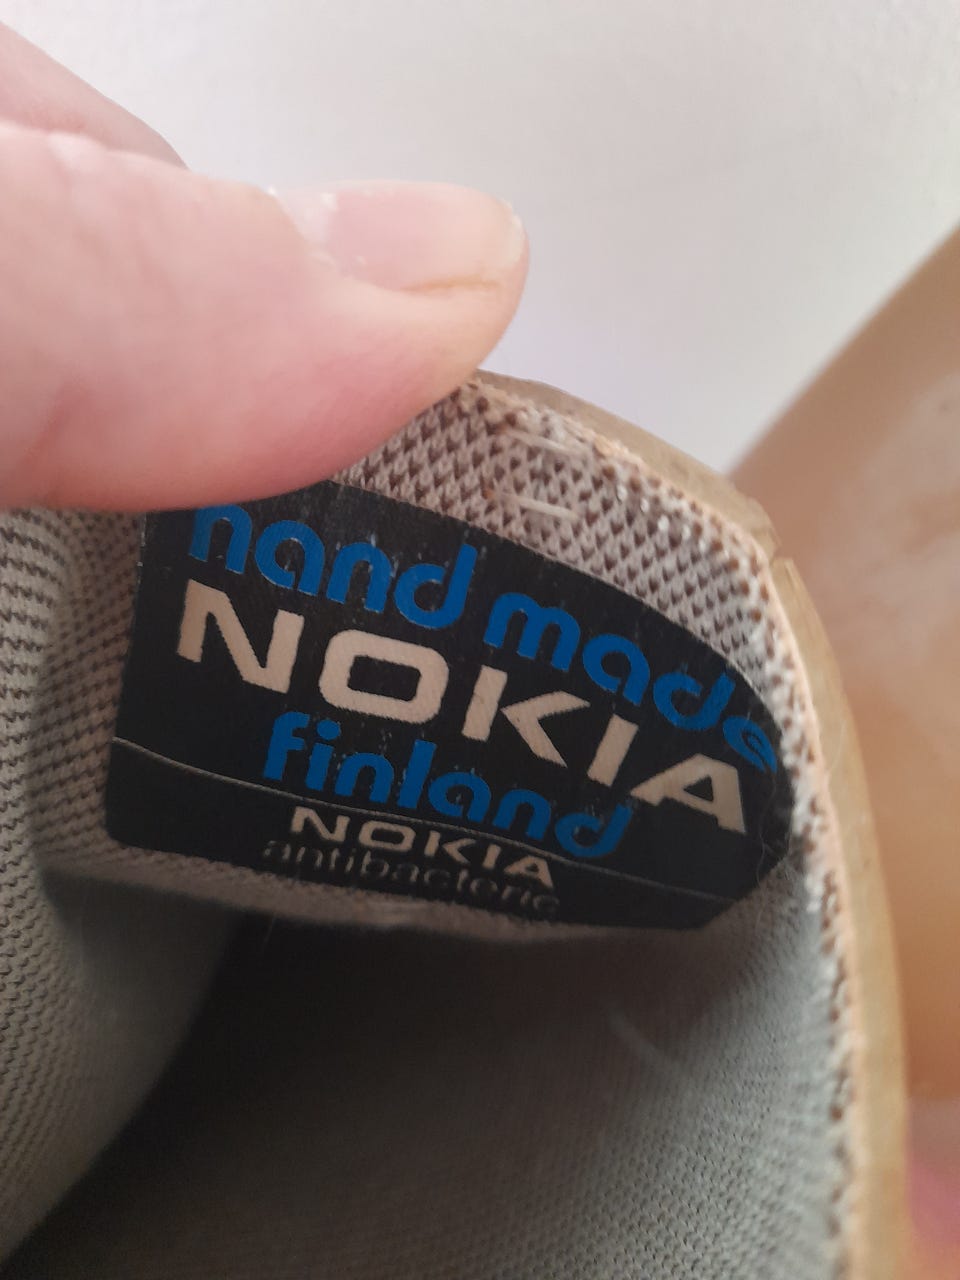 hand made
NOKIA
finland
NOKIA
antibacteric